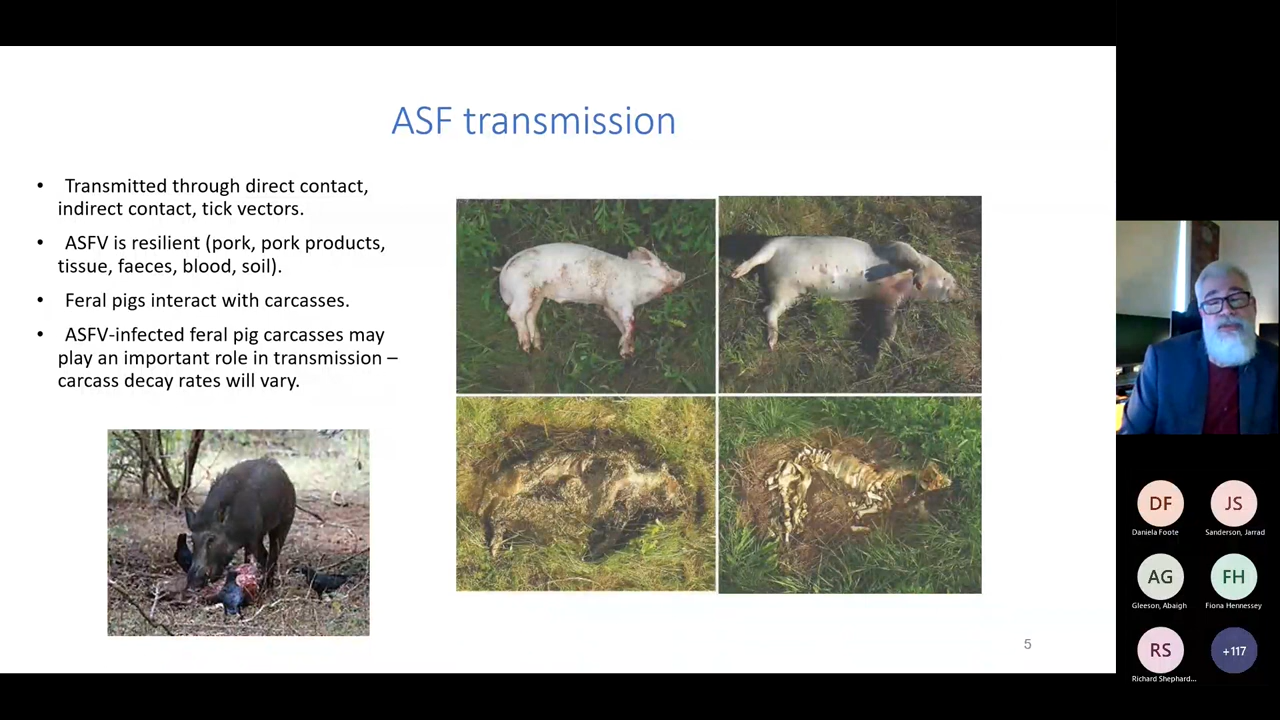 ASF transmission
• Transmitted through direct contact,
indirect contact, tick vectors.
• ASFV is resilient (pork, pork products,
tissue, faeces, blood, soil).
• Feral pigs interact with carcasses.
• ASFV-infected feral pig carcasses may
play an important role in transmission –
carcass decay rates will vary.
5
DF
JS
Daniela Foote
Sanderson, Jarrad
AG
FH
Gleeson, Abaigh
Fiona Hennessey
RS
+117
Richard Shephard...